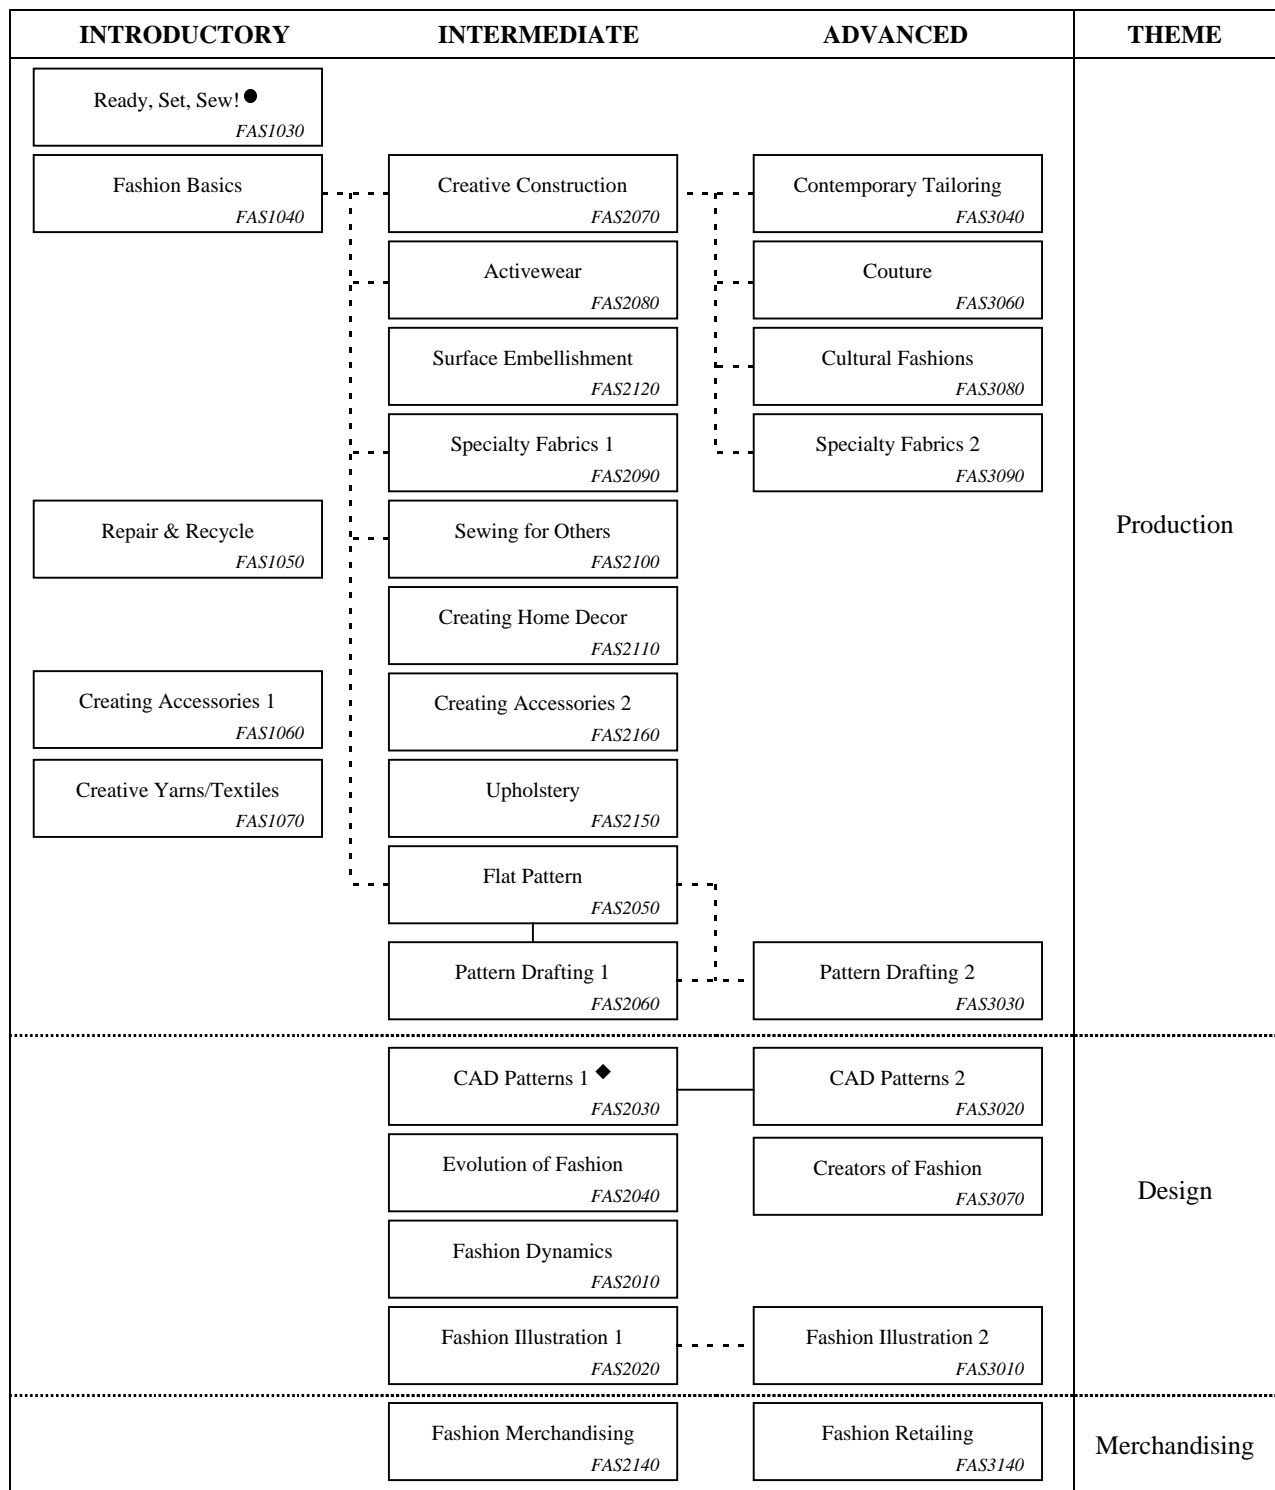 INTRODUCTORY INTERMEDIATE ADVANCED THEME
Ready, Set, Sew! ●
FAS1030
Fashion Basics Creative Construction Contemporary Tailoring
FAS1040 FAS2070 FAS3040
Activewear Couture
FAS2080 FAS3060
Surface Embellishment Cultural Fashions
FAS2120 FAS3080
Specialty Fabrics 1 Specialty Fabrics 2
FAS2090 FAS3090
Production
Repair & Recycle Sewing for Others
FAS1050 FAS2100
Creating Home Decor
FAS2110
Creating Accessories 1 Creating Accessories 2
FAS1060 FAS2160
Creative Yarns/Textiles Upholstery
FAS1070 FAS2150
Flat Pattern
FAS2050
Pattern Drafting 1 Pattern Drafting 2
FAS2060 FAS3030
CAD Patterns 1 ◆ CAD Patterns 2
FAS2030 FAS3020
Evolution of Fashion Creators of Fashion
FAS2040 FAS3070
Design
Fashion Dynamics
FAS2010
Fashion Illustration 1 Fashion Illustration 2
FAS2020 FAS3010
Fashion Merchandising Fashion Retailing
FAS2140 FAS3140
Merchandising